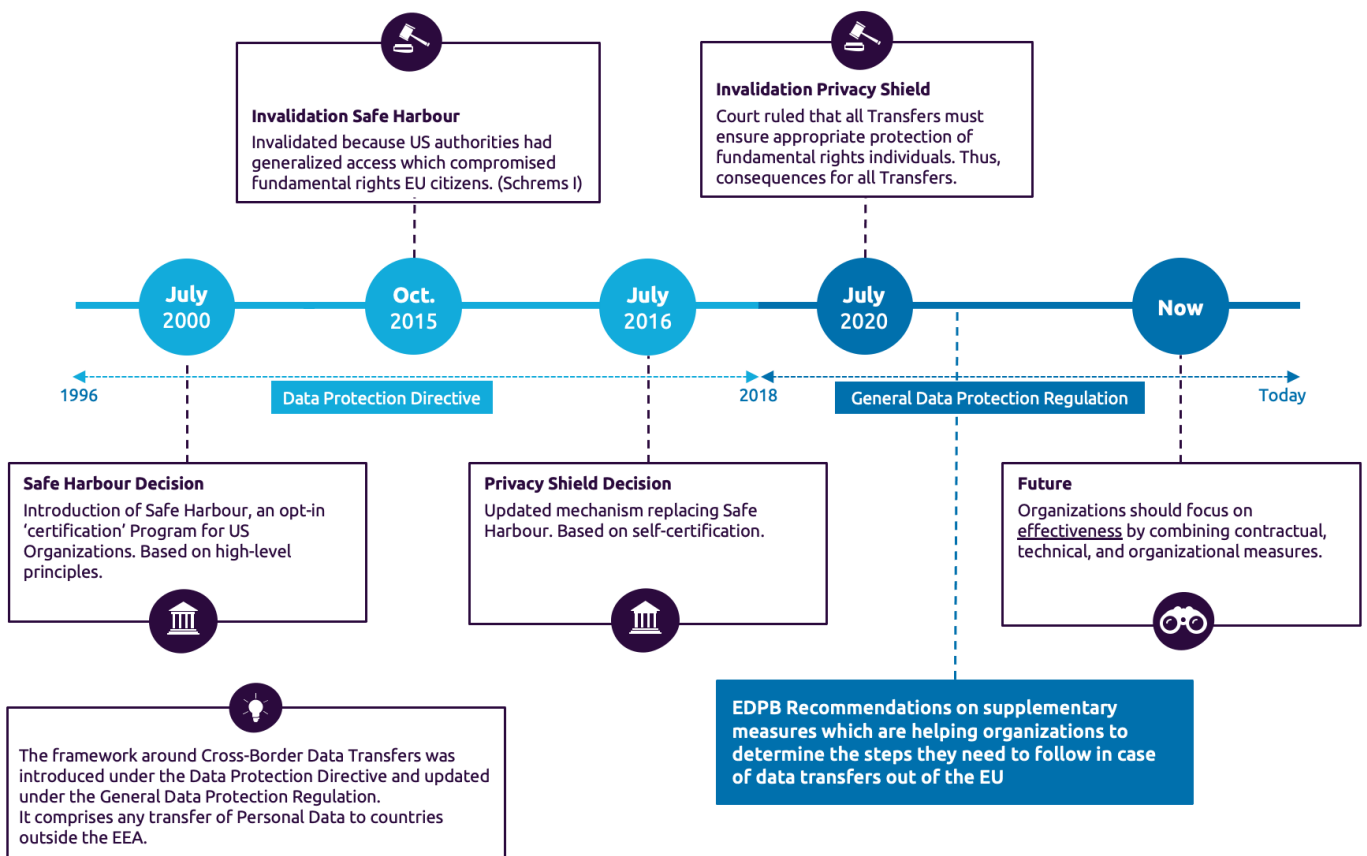 Invalidation Safe Harbour
Invalidated because US authorities had
generalized access which compromised
fundamental rights EU citizens. (Schrems I)
Invalidation Privacy Shield
Court ruled that all Transfers must
ensure appropriate protection of
fundamental rights individuals. Thus,
consequences for all Transfers.
July
2000
Oct.
2015
July
2016
July
2020
Now
1996
Data Protection Directive
2018
General Data Protection Regulation
Today
Safe Harbour Decision
Introduction of Safe Harbour, an opt-in
‘certification’ Program for US
Organizations. Based on high-level
principles.
Privacy Shield Decision
Updated mechanism replacing Safe
Harbour. Based on self-certification.
Future
Organizations should focus on
effectiveness by combining contractual,
technical, and organizational measures.
The framework around Cross-Border Data Transfers was
introduced under the Data Protection Directive and updated
under the General Data Protection Regulation.
It comprises any transfer of Personal Data to countries
outside the EEA.
EDPB Recommendations on supplementary
measures which are helping organizations to
determine the steps they need to follow in case
of data transfers out of the EU